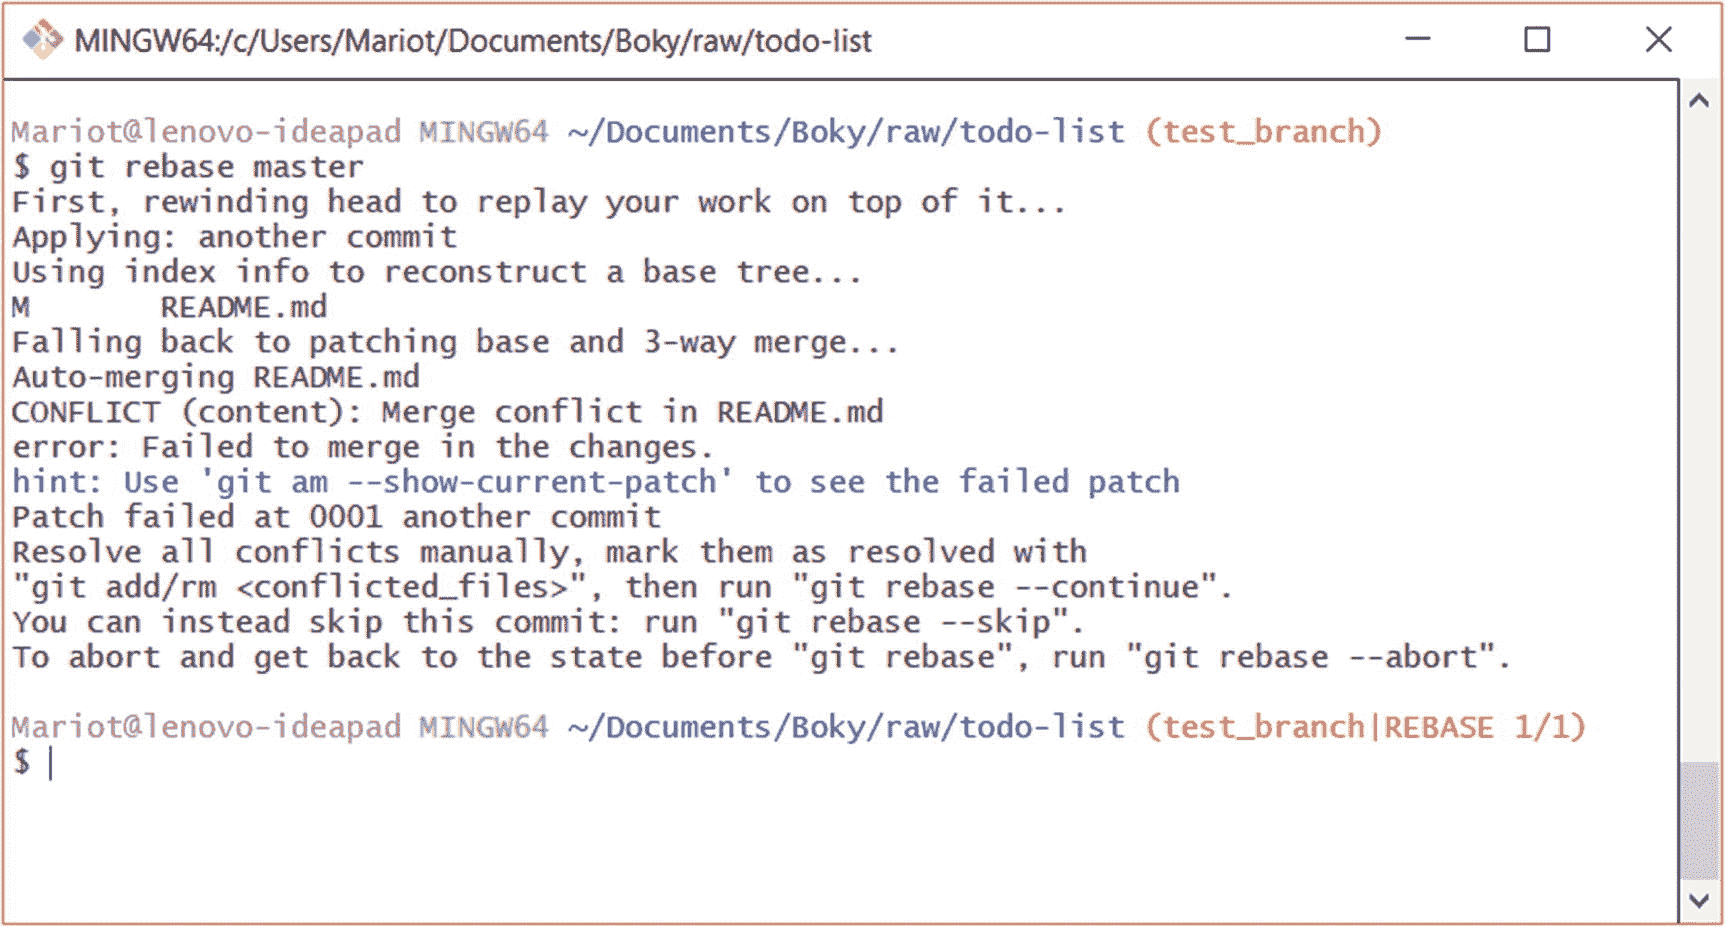 MINGW64:/c/Users/Mariot/Documents/Boky/raw/todo-list
Mariot@lenovo-ideapad MINGW64 ~/Documents/Boky/raw/todo-list (test_branch)
$ git rebase master
First, rewinding head to replay your work on top of it...
Applying: another commit
Using index info to reconstruct a base tree...
M       README.md
Falling back to patching base and 3-way merge...
Auto-merging README.md
CONFLICT (content): Merge conflict in README.md
error: Failed to merge in the changes.
hint: Use 'git am --show-current-patch' to see the failed patch
Patch failed at 0001 another commit
Resolve all conflicts manually, mark them as resolved with
"git add/rm <conflicted_files>", then run "git rebase --continue".
You can instead skip this commit: run "git rebase --skip".
To abort and get back to the state before "git rebase", run "git rebase --abort".
Mariot@lenovo-ideapad MINGW64 ~/Documents/Boky/raw/todo-list (test_branch|REBASE 1/1)
$